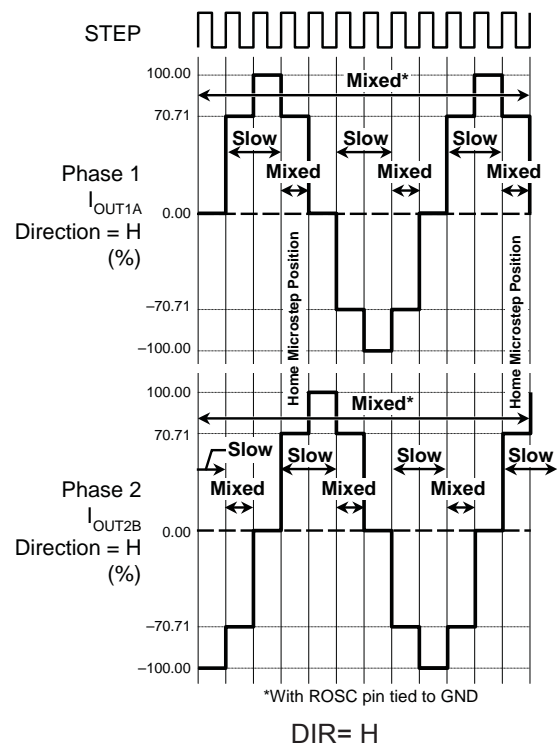 STEP
100.00
Mixed*
70.71
Slow
Slow
Slow
Mixed
Mixed
Mixed
Phase 1
IOUT1A
Direction = H
(%)
0.00
Home Microstep Position
Home Microstep Position
–70.71
–100.00
100.00
Mixed*
70.71
Slow
Slow
Slow
Slow
Mixed
Mixed
Mixed
Phase 2
IOUT2B
Direction = H
(%)
0.00
–70.71
–100.00
*With ROSC pin tied to GND
DIR= H